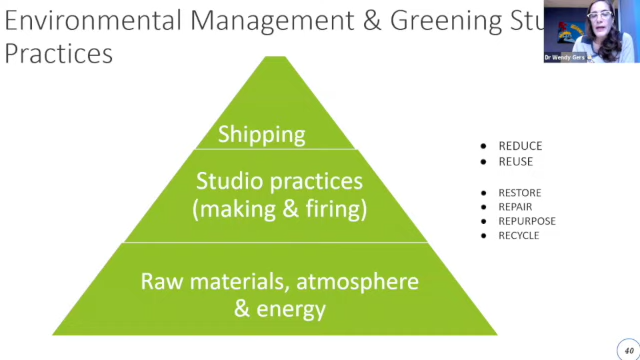 Environmental Management & Greening Stu
Practices
Dr Wendy Gers
Shipping
Studio practices
(making & firing)
Raw materials, atmosphere
& energy
● REDUCE
● REUSE
● RESTORE
● REPAIR
● REPURPOSE
● RECYCLE
40